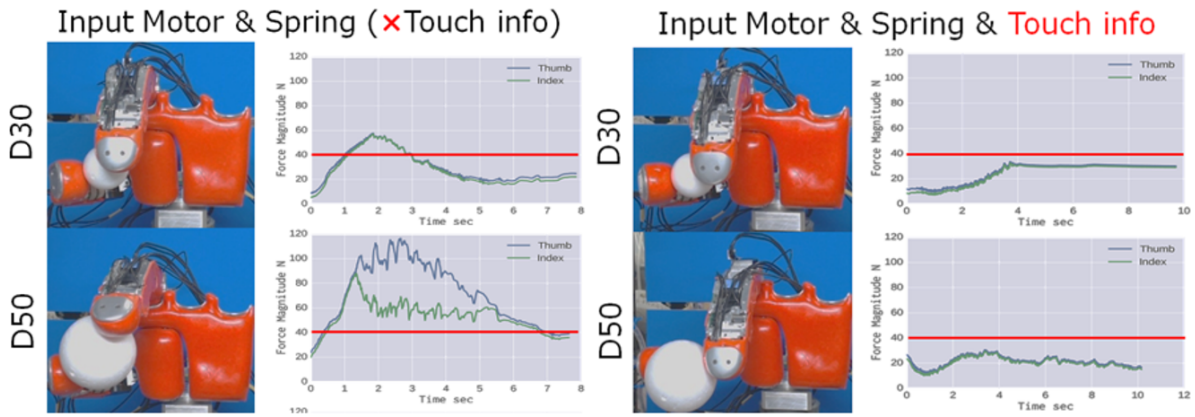 Input Motor & Spring (×Touch info)
Input Motor & Spring & Touch info
D30
Force Magnitude N
120
100
80
60
40
20
0
Thumb
Index
0 1 2 3 4 5 6 7 8
Time sec
D30
Force Magnitude N
120
100
80
60
40
20
0
Thumb
Index
0 2 4 6 8 10
Time sec
D50
Force Magnitude N
120
100
80
60
40
20
0
Thumb
Index
0 1 2 3 4 5 6 7 8
Time sec
120
D50
Force Magnitude N
120
100
80
60
40
20
0
Thumb
Index
0 2 4 6 8 10 12
Time sec